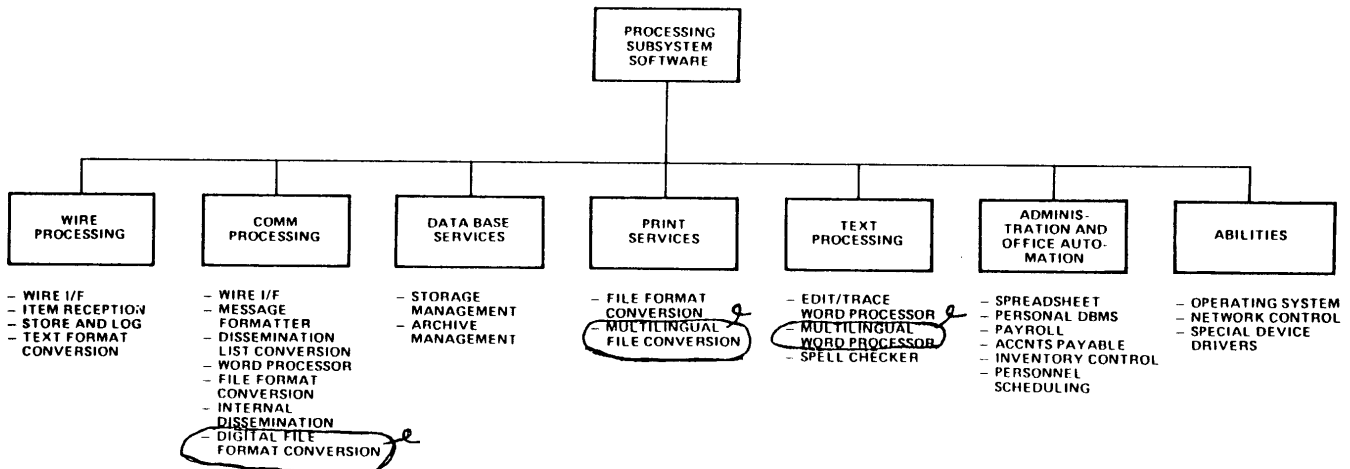 PROCESSING
SUBSYSTEM
SOFTWARE
WIRE
PROCESSING
– WIRE I/F
– ITEM RECEPTION
– STORE AND LOG
– TEXT FORMAT
CONVERSION
COMM
PROCESSING
– WIRE I/F
– MESSAGE
FORMATTER
– DISSEMINATION
LIST CONVERSION
– WORD PROCESSOR
– FILE FORMAT
CONVERSION
– INTERNAL
DISSEMINATION
– DIGITAL FILE
FORMAT CONVERSION
DATA BASE
SERVICES
– STORAGE
MANAGEMENT
– ARCHIVE
MANAGEMENT
PRINT
SERVICES
– FILE FORMAT
CONVERSION
– MULTILINGUAL
FILE CONVERSION
TEXT
PROCESSING
– EDIT/TRACE
WORD PROCESSOR
– MULTILINGUAL
WORD PROCESSOR
– SPELL CHECKER
ADMINIS-
TRATION AND
OFFICE AUTO-
MATION
– SPREADSHEET
– PERSONAL DBMS
– PAYROLL
– ACCNTS PAYABLE
– INVENTORY CONTROL
– PERSONNEL
SCHEDULING
ABILITIES
– OPERATING SYSTEM
– NETWORK CONTROL
– SPECIAL DEVICE
DRIVERS